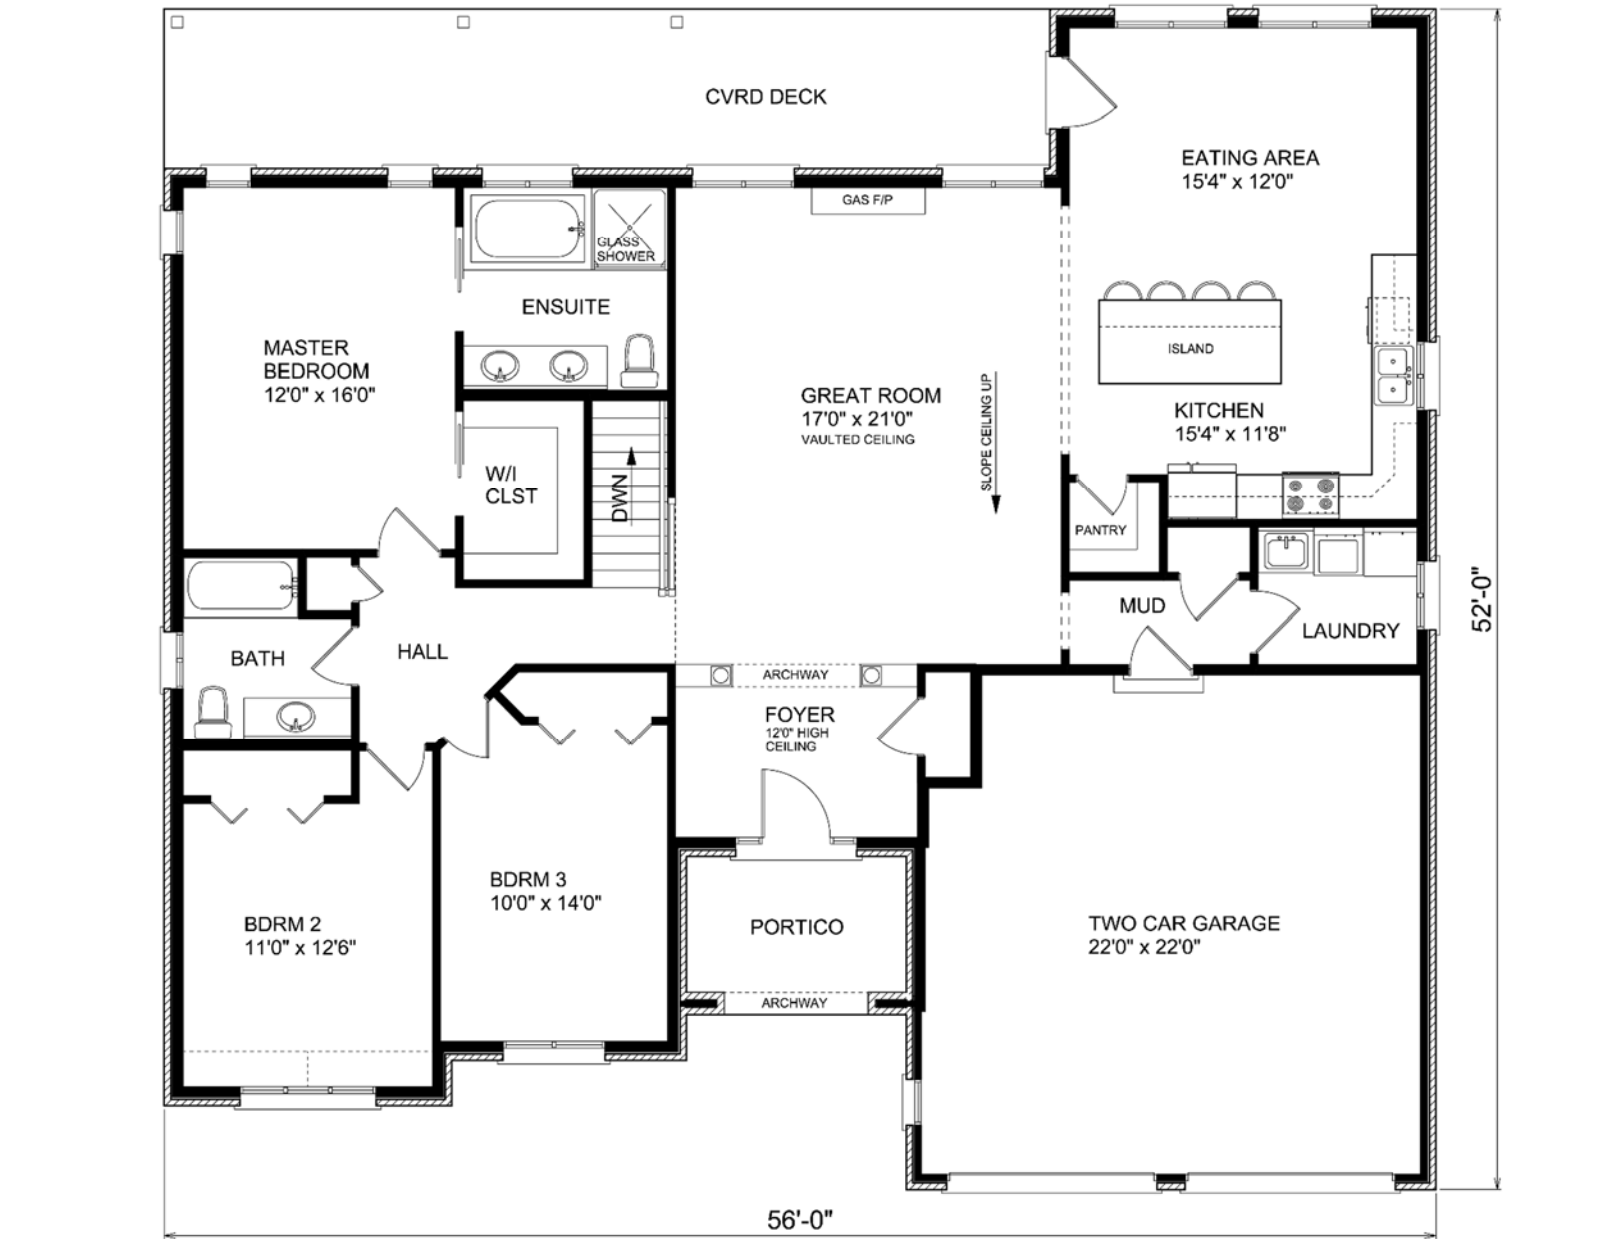 CVRD DECK
EATING AREA
15'4" x 12'0"
GAS F/P
GLASS
SHOWER
ENSUITE
MASTER
BEDROOM
12'0" x 16'0"
ISLAND
GREAT ROOM
17'0" x 21'0"
VAULTED CEILING
SLOPE CEILING UP
KITCHEN
15'4" x 11'8"
W/I
CLST
DWN
PANTRY
MUD
LAUNDRY
52'-0"
HALL
BATH
ARCHWAY
FOYER
12'0" HIGH
CEILING
BDRM 3
10'0" x 14'0"
BDRM 2
11'0" x 12'6"
PORTICO
TWO CAR GARAGE
22'0" x 22'0"
ARCHWAY
56'-0"